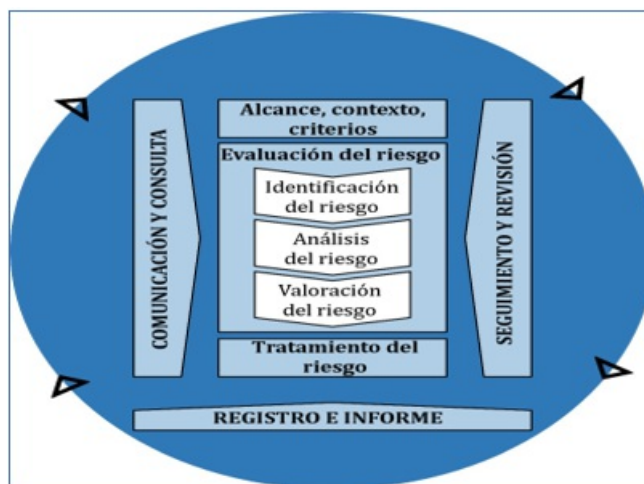 Alcance, contexto,
criterios
Evaluación del riesgo
Identificación
del riesgo
Análisis
del riesgo
Valoración
del riesgo
Tratamiento del
riesgo
COMUNICACIÓN Y CONSULTA
SEGUIMIENTO Y REVISIÓN
REGISTRO E INFORME